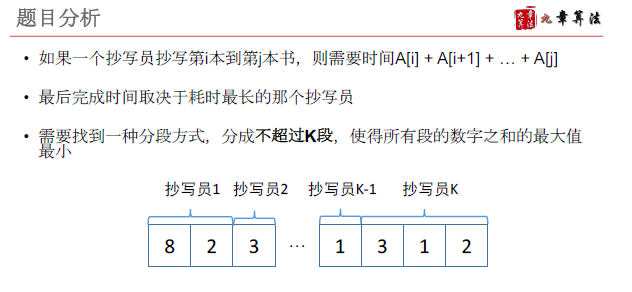 题目分析
九章算法
九章算法
• 如果一个抄写员抄写第i本到第j本书，则需要时间A[i] + A[i+1] + … + A[j]
• 最后完成时间取决于耗时最长的那个抄写员
• 需要找到一种分段方式，分成不超过K段，使得所有段的数字之和的最大值
最小
抄写员1 抄写员2 抄写员K-1 抄写员K
8 2 3 … 1 3 1 2